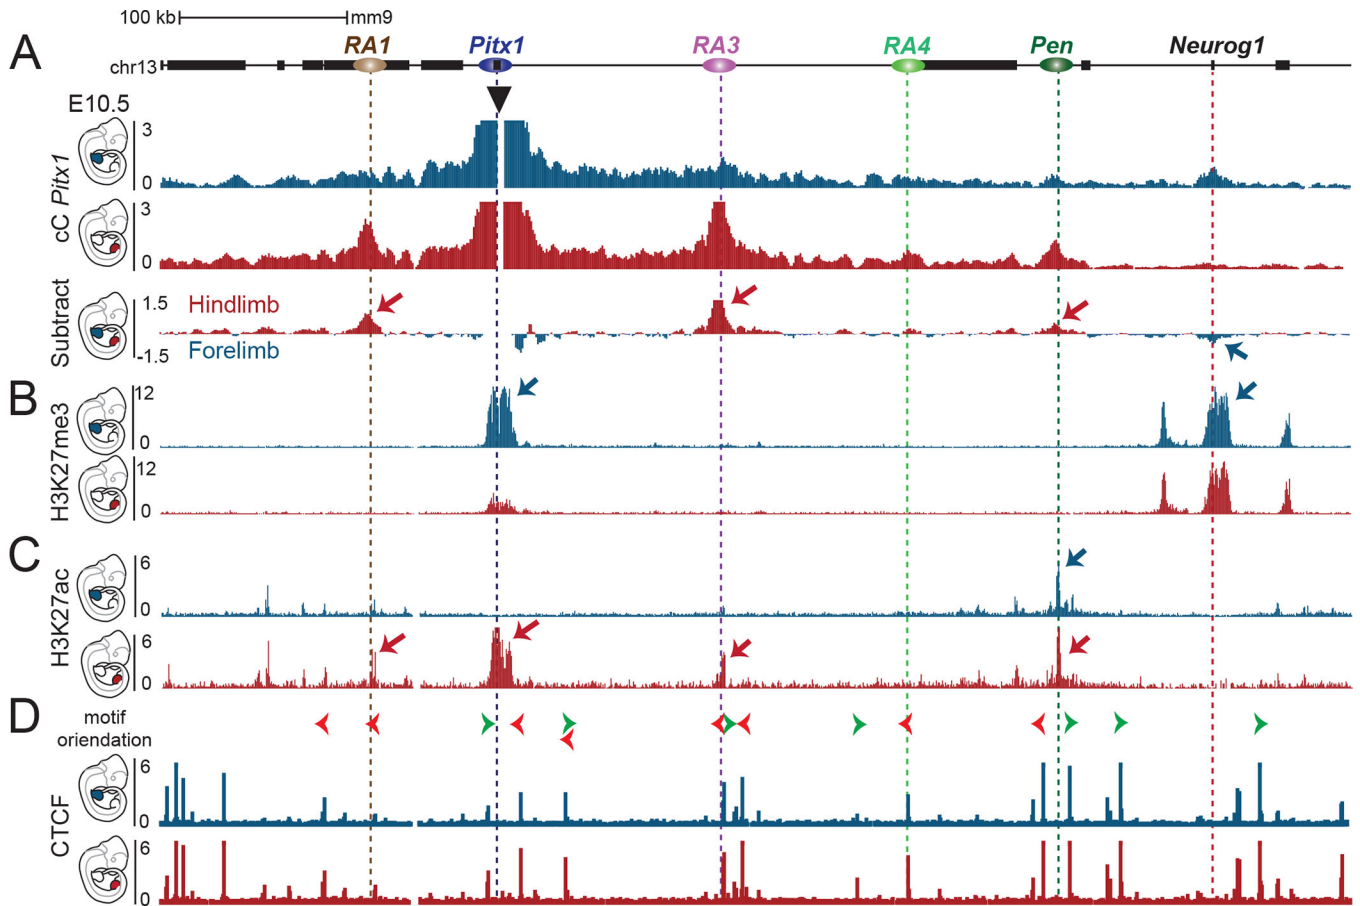 100 kb mm9
A
RA1 Pitx1 RA3 RA4 Pen Neurog1
chr13
E10.5
cC Pitx1
3
0
3
0
Subtract
1.5
Hindlimb
Forelimb
-1.5
B
H3K27me3
12
0
12
0
C
H3K27ac
6
0
6
0
D
motif
oriendation
CTCF
6
0
6
0